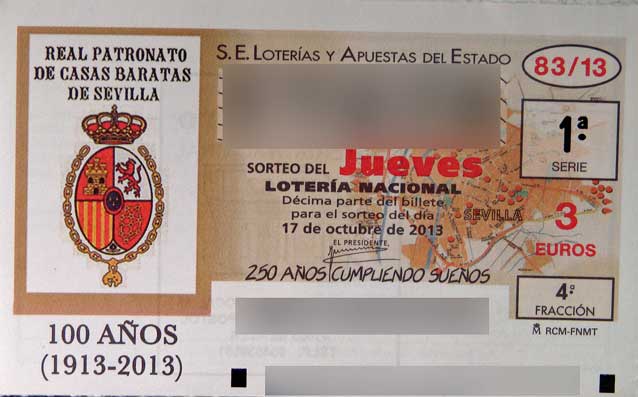 REAL PATRONATO
DE CASAS BARATAS
DE SEVILLA
100 AÑOS
(1913-2013)
S.E. LOTERÍAS Y APUESTAS DEL ESTADO
83/13
SORTEO DEL Jueves
LOTERÍA NACIONAL
Décima parte del billete
para el sorteo del día
17 de octubre de 2013
EL PRESIDENTE,
250 AÑOS CUMPLIENDO SUEÑOS
SEVILLA
1ª
SERIE
3
EUROS
4ª
FRACCIÓN
M RCM-FNMT